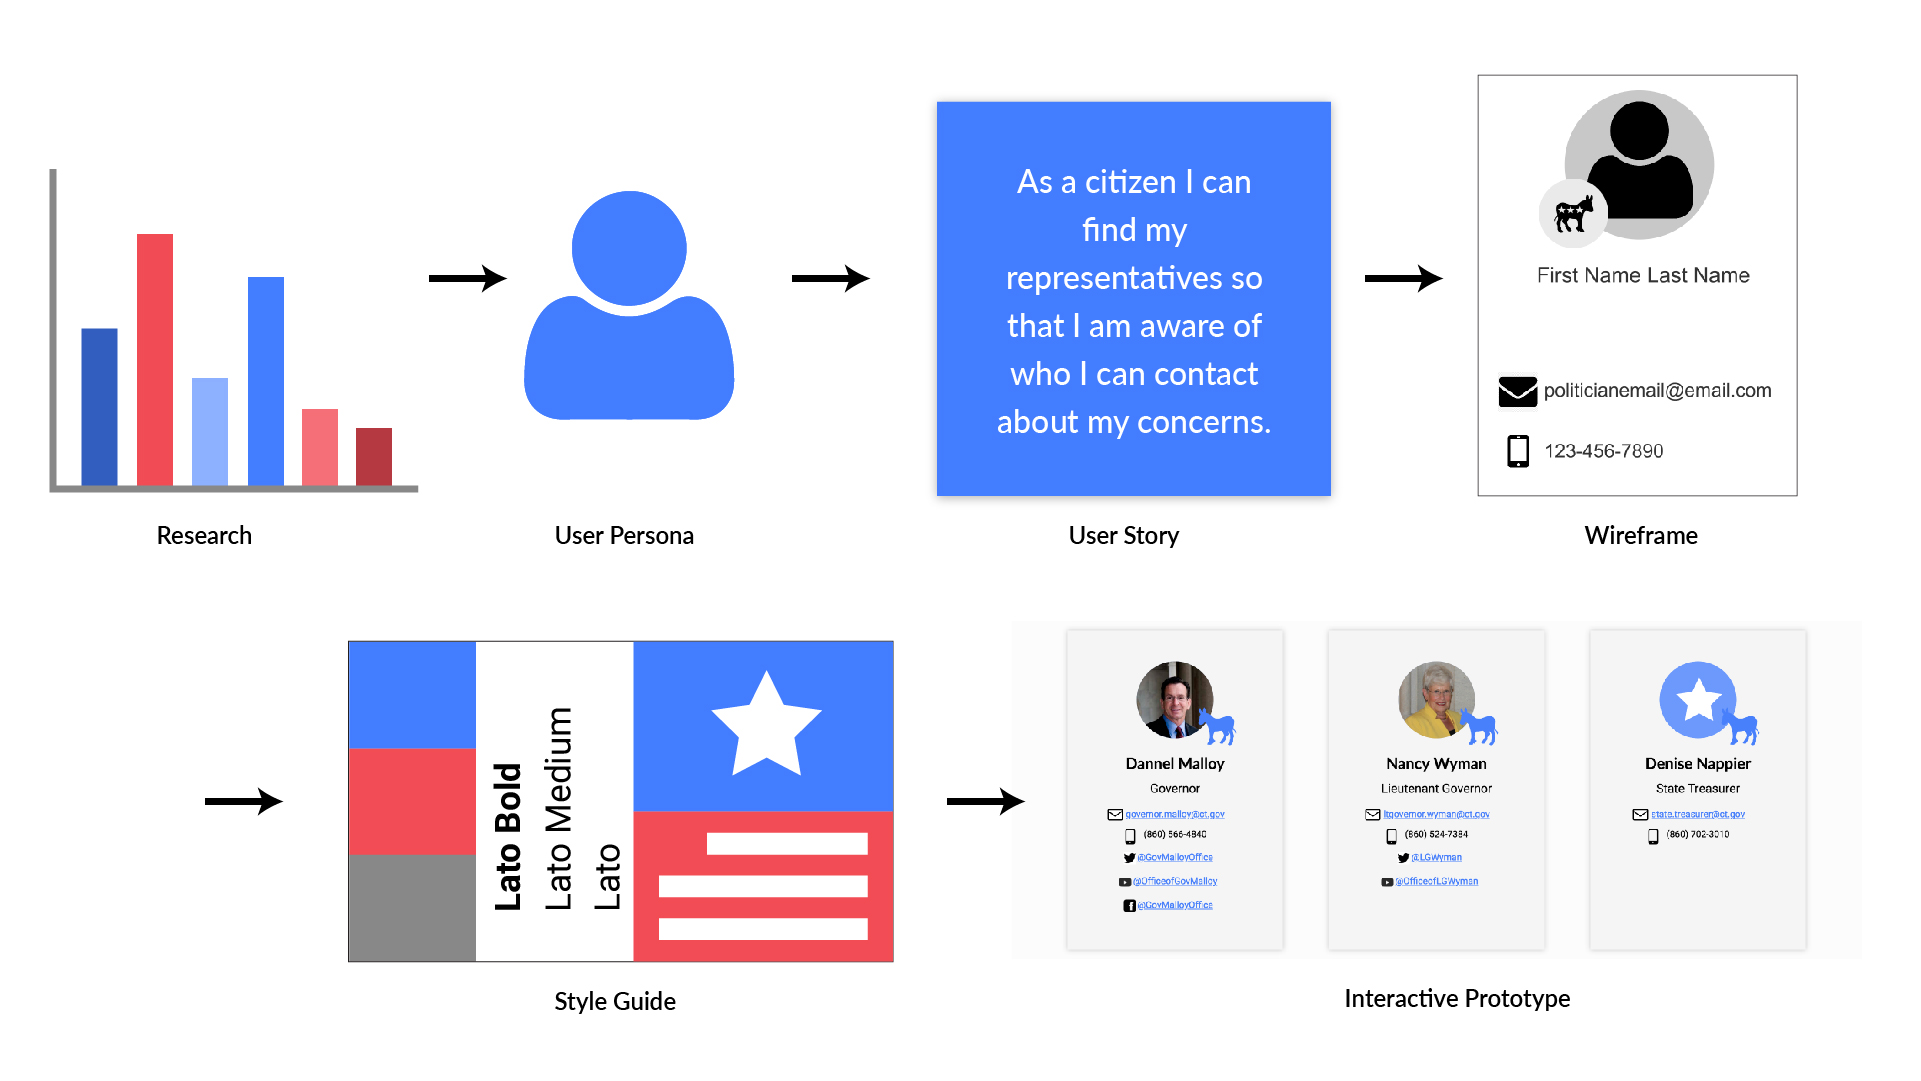 As a citizen I can
find my
representatives so
that I am aware of
who I can contact
about my concerns.
First Name Last Name
politicianemail@email.com
123-456-7890
Research
User Persona
User Story
Wireframe
Lato Bold
Lato Medium
Lato
Dannel Malloy
Governor
governor.malloy@ct.gov
(860) 566-4840
@GovMalloyOffice
@OfficeofGovMalloy
@GovMalloyOffice
Nancy Wyman
Lieutenant Governor
ltgovernor.wyman@ct.gov
(860) 524-7384
@LGWyman
@OfficeofLGWyman
Denise Nappier
State Treasurer
state.treasurer@ct.gov
(860) 702-3010
Style Guide
Interactive Prototype